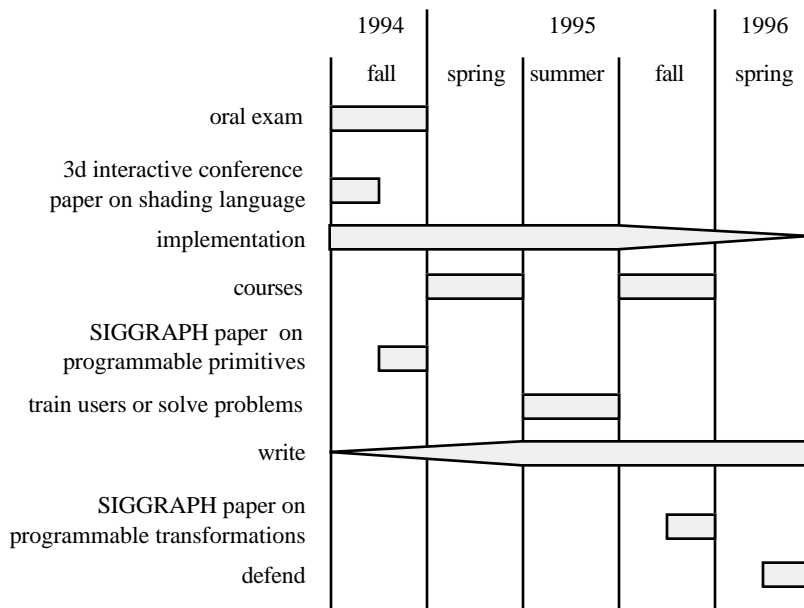 1994 1995 1996
fall spring summer fall spring
oral exam
3d interactive conference
paper on shading language
implementation
courses
SIGGRAPH paper on
programmable primitives
train users or solve problems
write
SIGGRAPH paper on
programmable transformations
defend